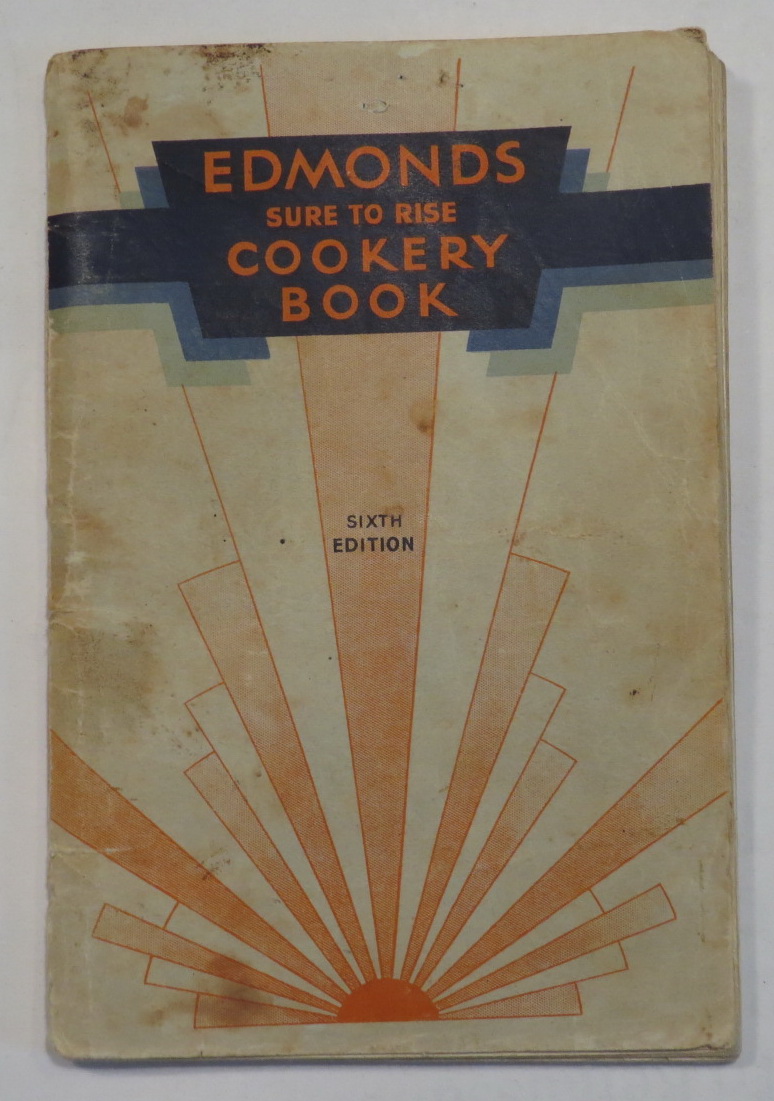 EDMONDS
SURE TO RISE
COOKERY
BOOK
SIXTH
EDITION